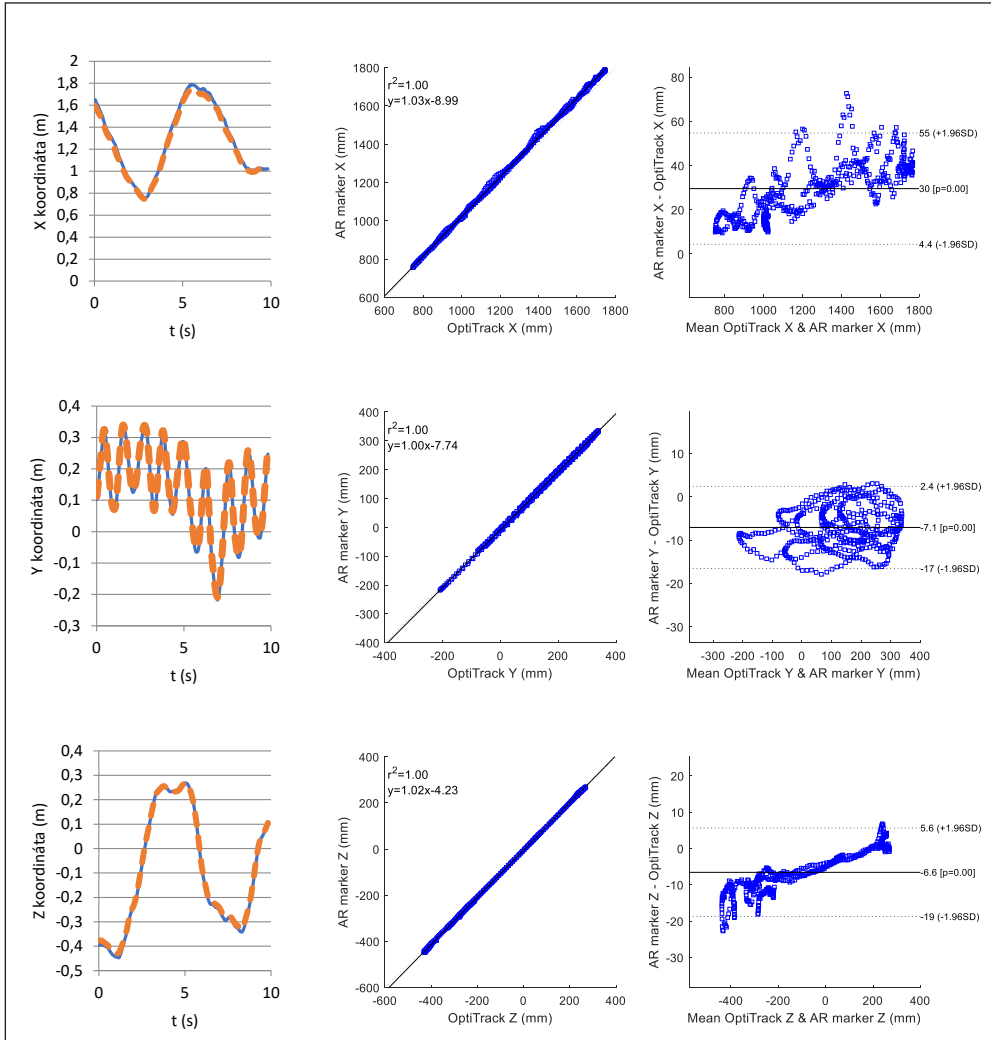 2
1,8
1,6
1,4
1,2
1
0,8
0,6
0,4
0,2
0
X koordináta (m)
0 5 10
t (s)
1800
1600
1400
1200
1000
800
600
AR marker X (mm)
r²=1.00
y=1.03x-8.99
600 800 1000 1200 1400 1600 1800
OptiTrack X (mm)
80
60
40
20
0
AR marker X - OptiTrack X (mm)
55 (+1.96SD)
30 [p=0.00]
4.4 (-1.96SD)
800 1000 1200 1400 1600 1800
Mean OptiTrack X & AR marker X (mm)
0,4
0,3
0,2
0,1
0
-0,1
-0,2
-0,3
Y koordináta (m)
0 5 10
t (s)
400
300
200
100
0
-100
-200
-300
-400
AR marker Y (mm)
r²=1.00
y=1.00x-7.74
-400 -200 0 200 400
OptiTrack Y (mm)
10
0
-10
-20
-30
AR marker Y - OptiTrack Y (mm)
2.4 (+1.96SD)
-7.1 [p=0.00]
-17 (-1.96SD)
-300 -200 -100 0 100 200 300 400
Mean OptiTrack Y & AR marker Y (mm)
0,4
0,3
0,2
0,1
0
-0,1
-0,2
-0,3
-0,4
-0,5
Z koordináta (m)
0 5 10
t (s)
400
200
0
-200
-400
-600
AR marker Z (mm)
r²=1.00
y=1.02x-4.23
-600 -400 -200 0 200 400
OptiTrack Z (mm)
20
10
0
-10
-20
-30
AR marker Z - OptiTrack Z (mm)
5.6 (+1.96SD)
-6.6 [p=0.00]
-19 (-1.96SD)
-400 -200 0 200 400
Mean OptiTrack Z & AR marker Z (mm)